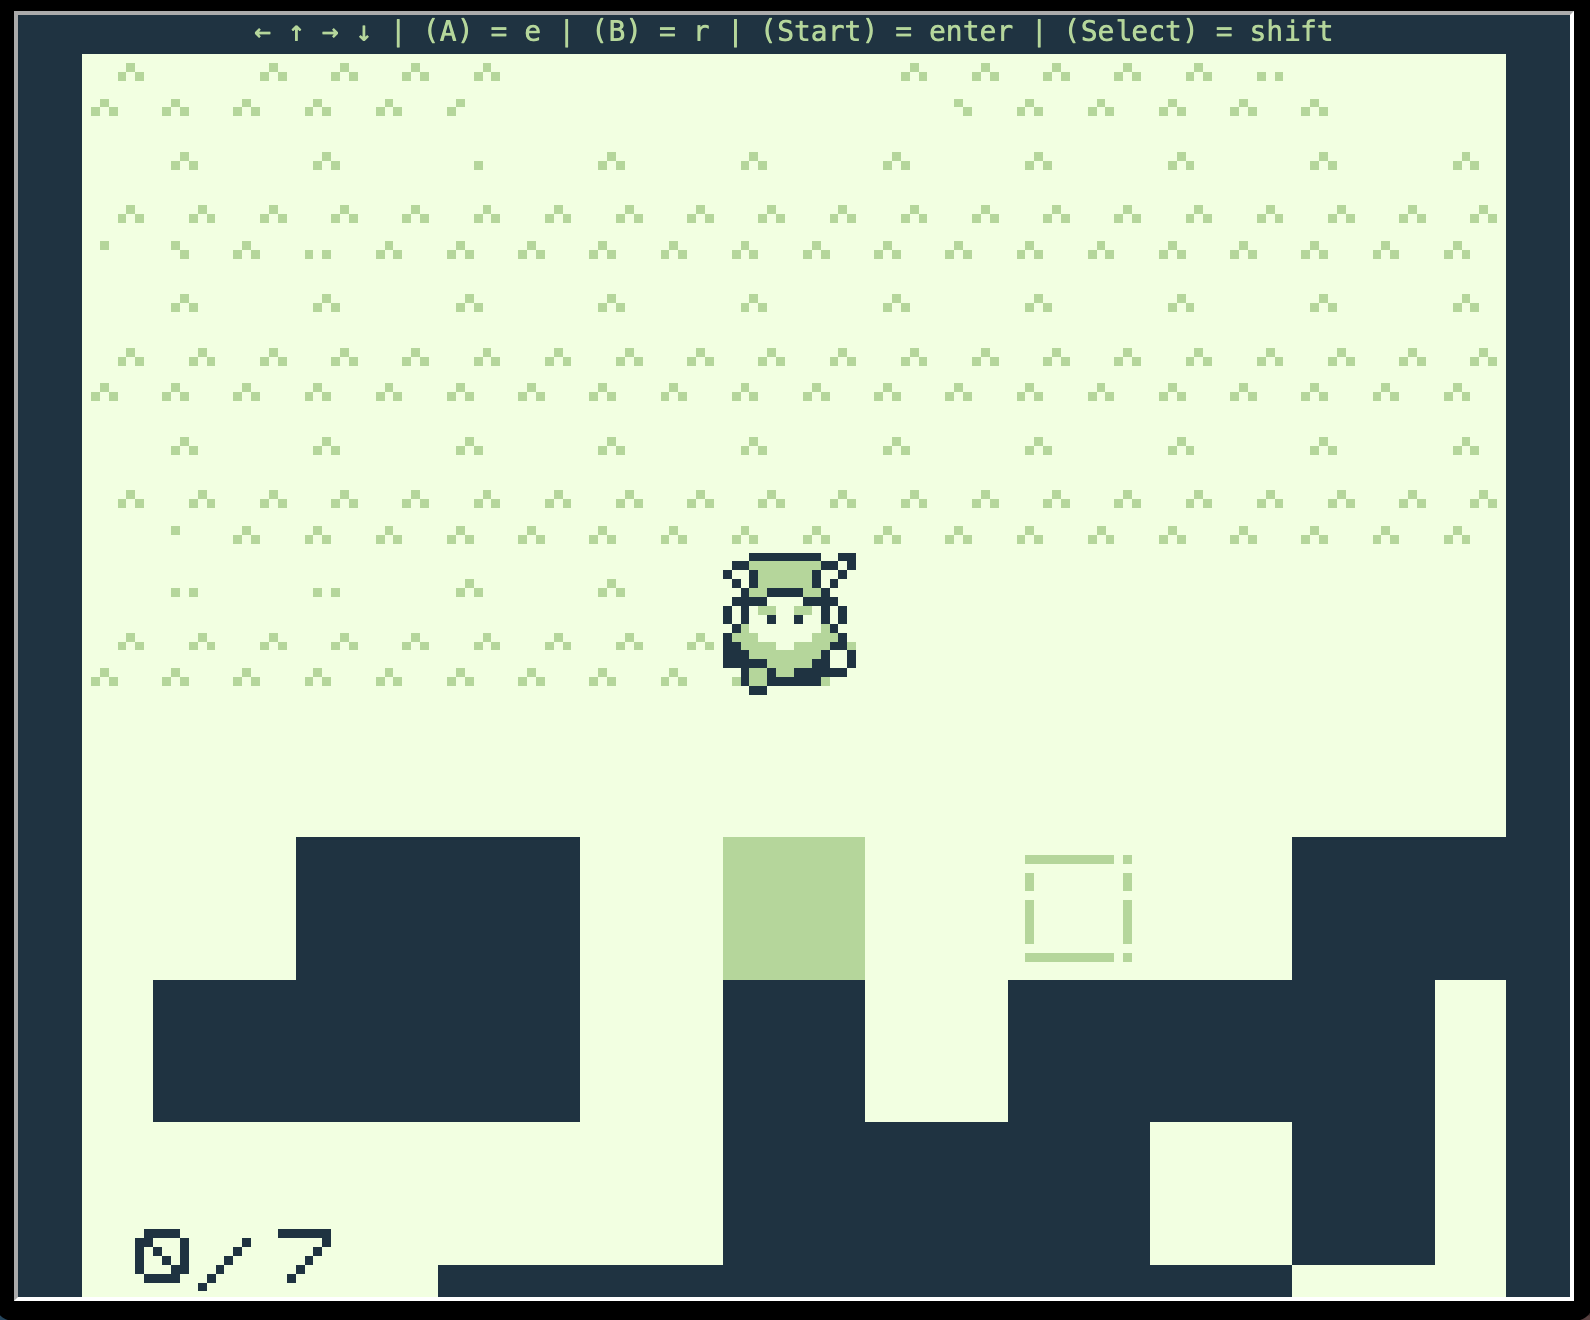 ← ↑ → ↓ | (A) = e | (B) = r | (Start) = enter | (Select) = shift
0/7